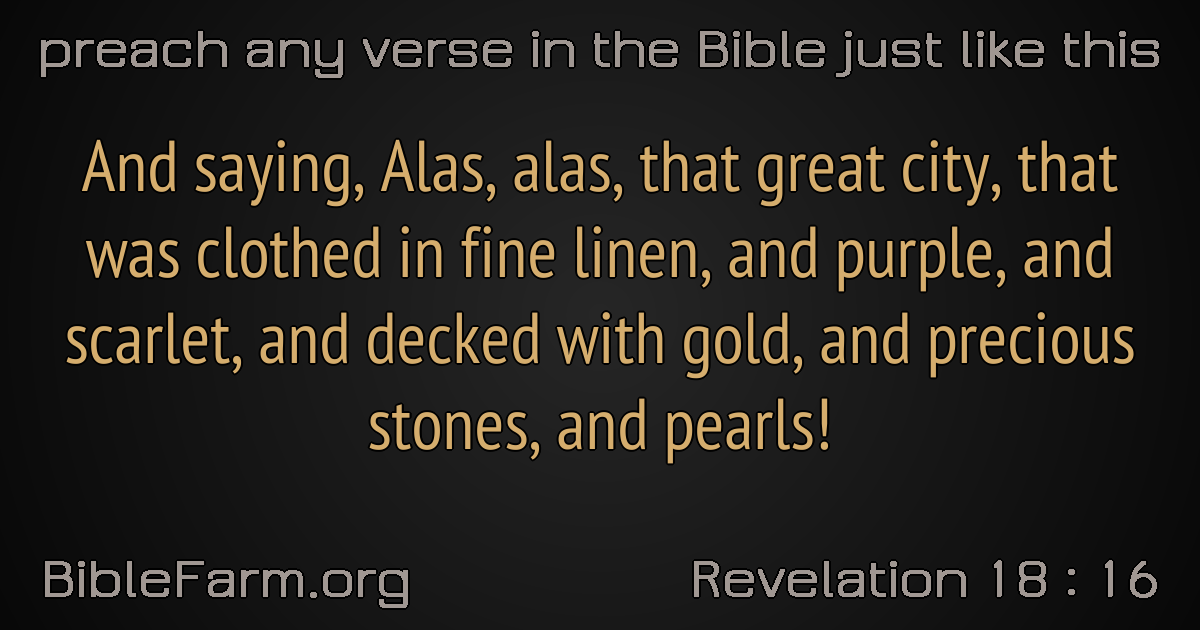 preach any verse in the Bible just like this
And saying, Alas, alas, that great city, that
was clothed in fine linen, and purple, and
scarlet, and decked with gold, and precious
stones, and pearls!
BibleFarm.org
Revelation 18 : 16